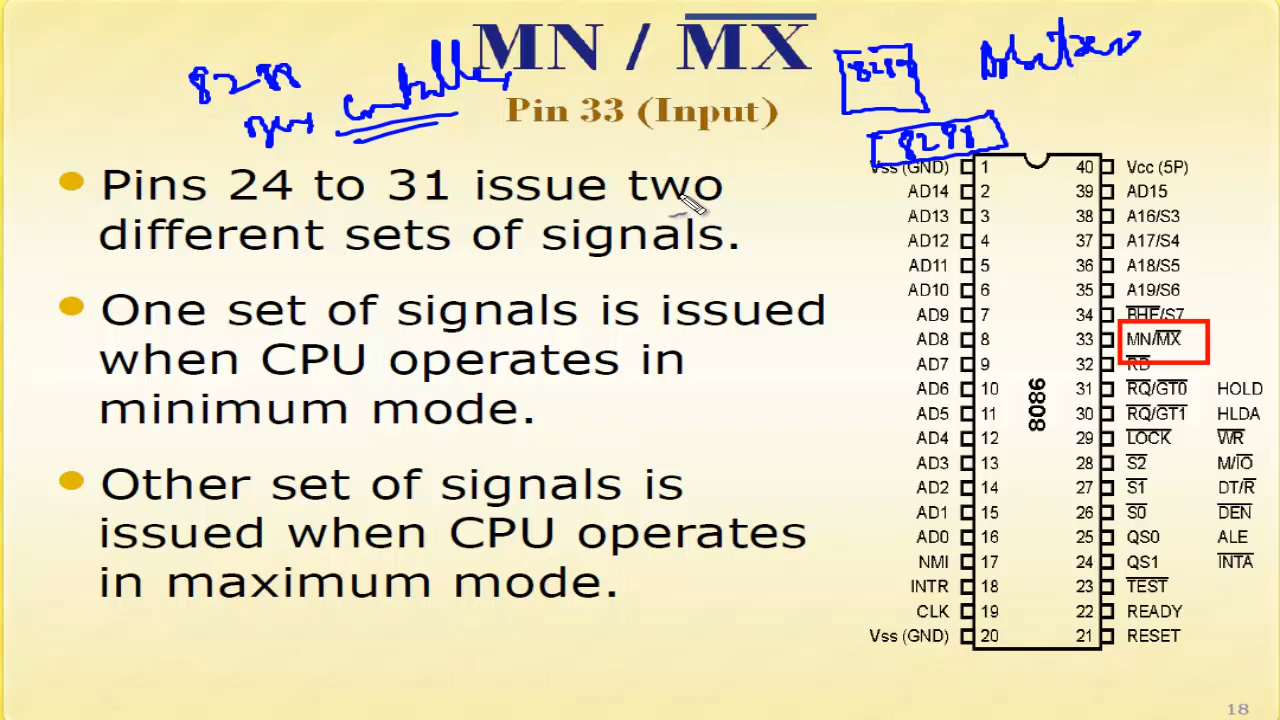 MN / MX
8288
Controller
8289
Arbitrer
Pin 33 (Input)
8298
Pins 24 to 31 issue two
different sets of signals.
One set of signals is issued
when CPU operates in
minimum mode.
Other set of signals is
issued when CPU operates
in maximum mode.
Vss (GND) 1 40 Vcc (5P)
AD14 2 39 AD15
AD13 3 38 A16/S3
AD12 4 37 A17/S4
AD11 5 36 A18/S5
AD10 6 35 A19/S6
AD9 7 34 BHE/S7
AD8 8 33 MN/MX
AD7 9 32 RD
AD6 10 31 RQ/GT0 HOLD
AD5 11 30 RQ/GT1 HLDA
AD4 12 29 LOCK WR
AD3 13 28 S2 M/IO
AD2 14 27 S1 DT/R
AD1 15 26 S0 DEN
AD0 16 25 QS0 ALE
NMI 17 24 QS1 INTA
INTR 18 23 TEST
CLK 19 22 READY
Vss (GND) 20 21 RESET
8086
18